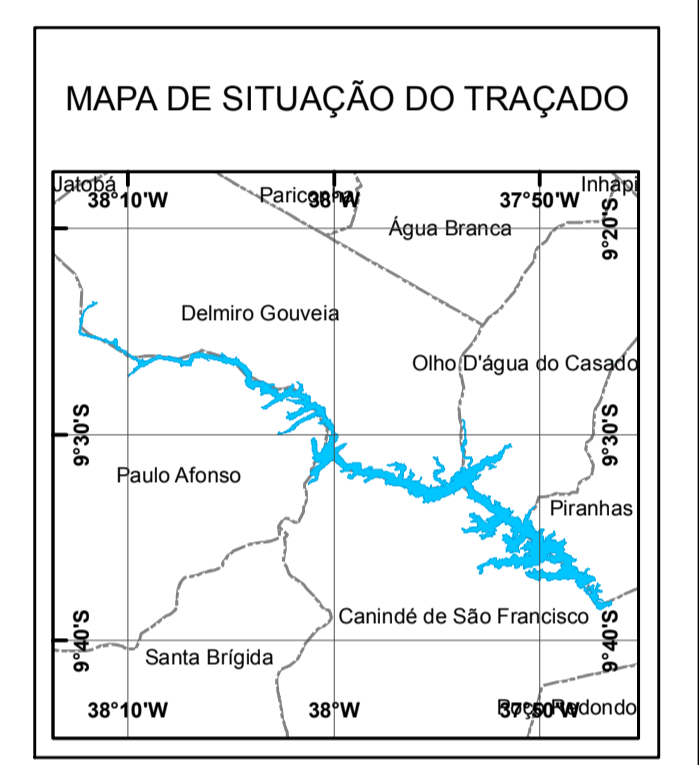 MAPA DE SITUAÇÃO DO TRAÇADO
Jatobá
Inhapi
38°10'W
38°W
37°50'W
9°20'S
Água Branca
Delmiro Gouveia
Olho D'água do Casado
9°30'S
9°30'S
Paulo Afonso
Piranhas
Canindé de São Francisco
9°40'S
9°40'S
Santa Brígida
38°10'W
38°W
37°50'W